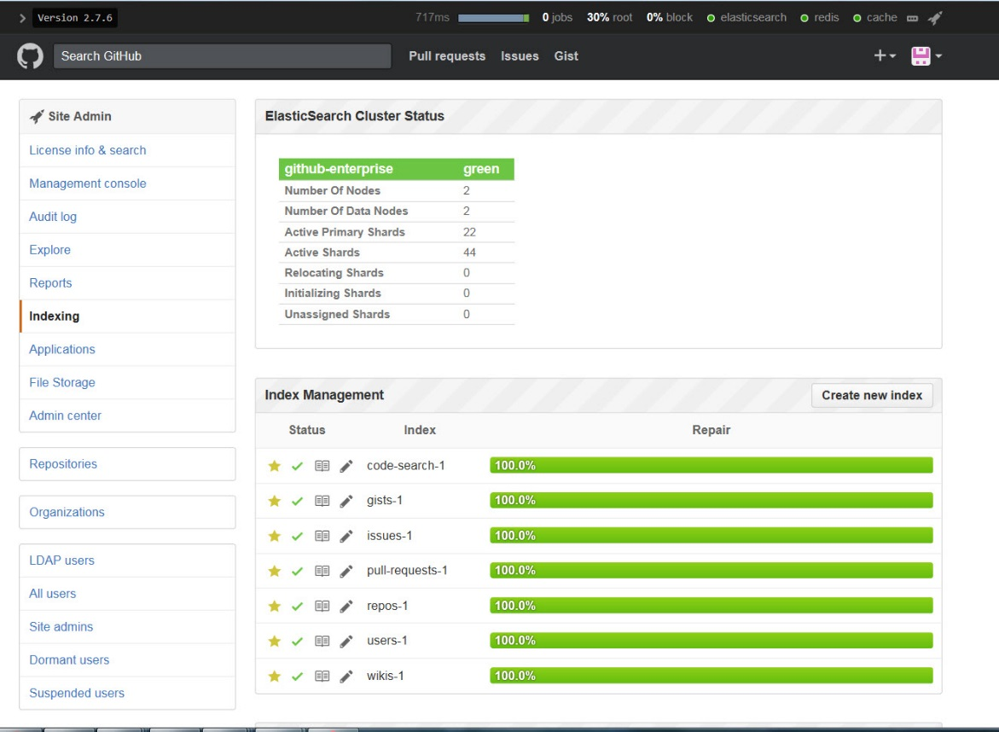 Version 2.7.6
717ms 0 jobs 30% root 0% block elasticsearch redis cache
Search GitHub
Pull requests Issues Gist
Site Admin
License info & search
Management console
Audit log
Explore
Reports
Indexing
Applications
File Storage
Admin center
Repositories
Organizations
LDAP users
All users
Site admins
Dormant users
Suspended users
ElasticSearch Cluster Status
github-enterprise green
Number Of Nodes 2
Number Of Data Nodes 2
Active Primary Shards 22
Active Shards 44
Relocating Shards 0
Initializing Shards 0
Unassigned Shards 0
Index Management Create new index
Status Index Repair
code-search-1 100.0%
gists-1 100.0%
issues-1 100.0%
pull-requests-1 100.0%
repos-1 100.0%
users-1 100.0%
wikis-1 100.0%